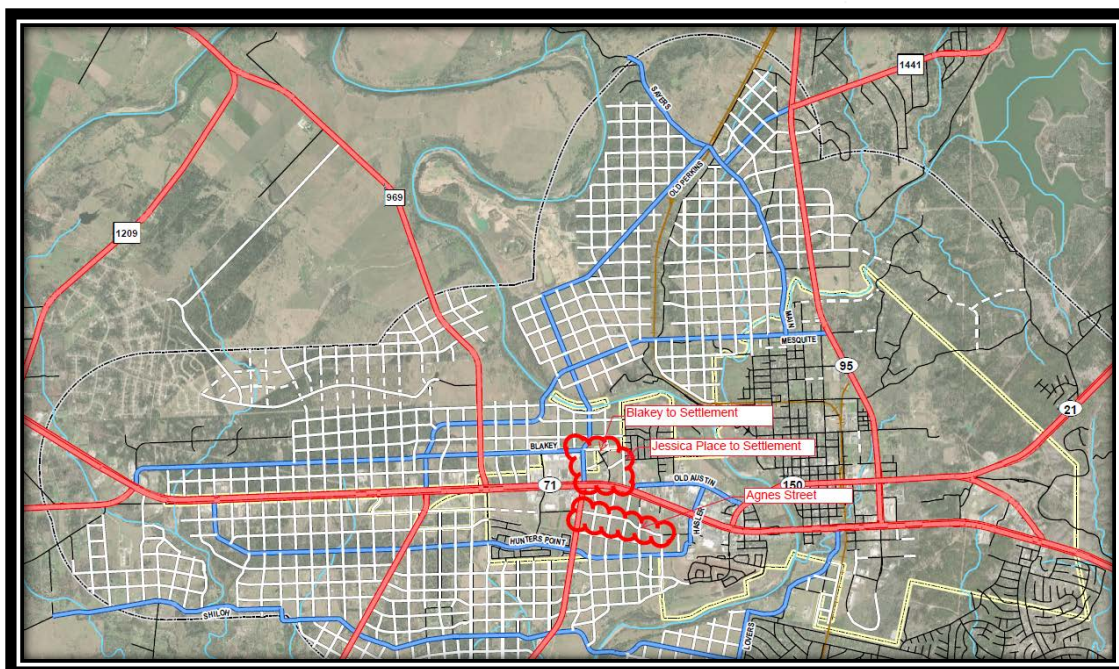 1441
SAYERS
OLD PERKINS
969
1209
MAIN
MESQUITE
95
21
Blakey to Settlement
BLAKEY
Jessica Place to Settlement
OLD AUSTIN
71
150
Agnes Street
HASLER
HUNTERS POINT
SHILOH
LOVERS